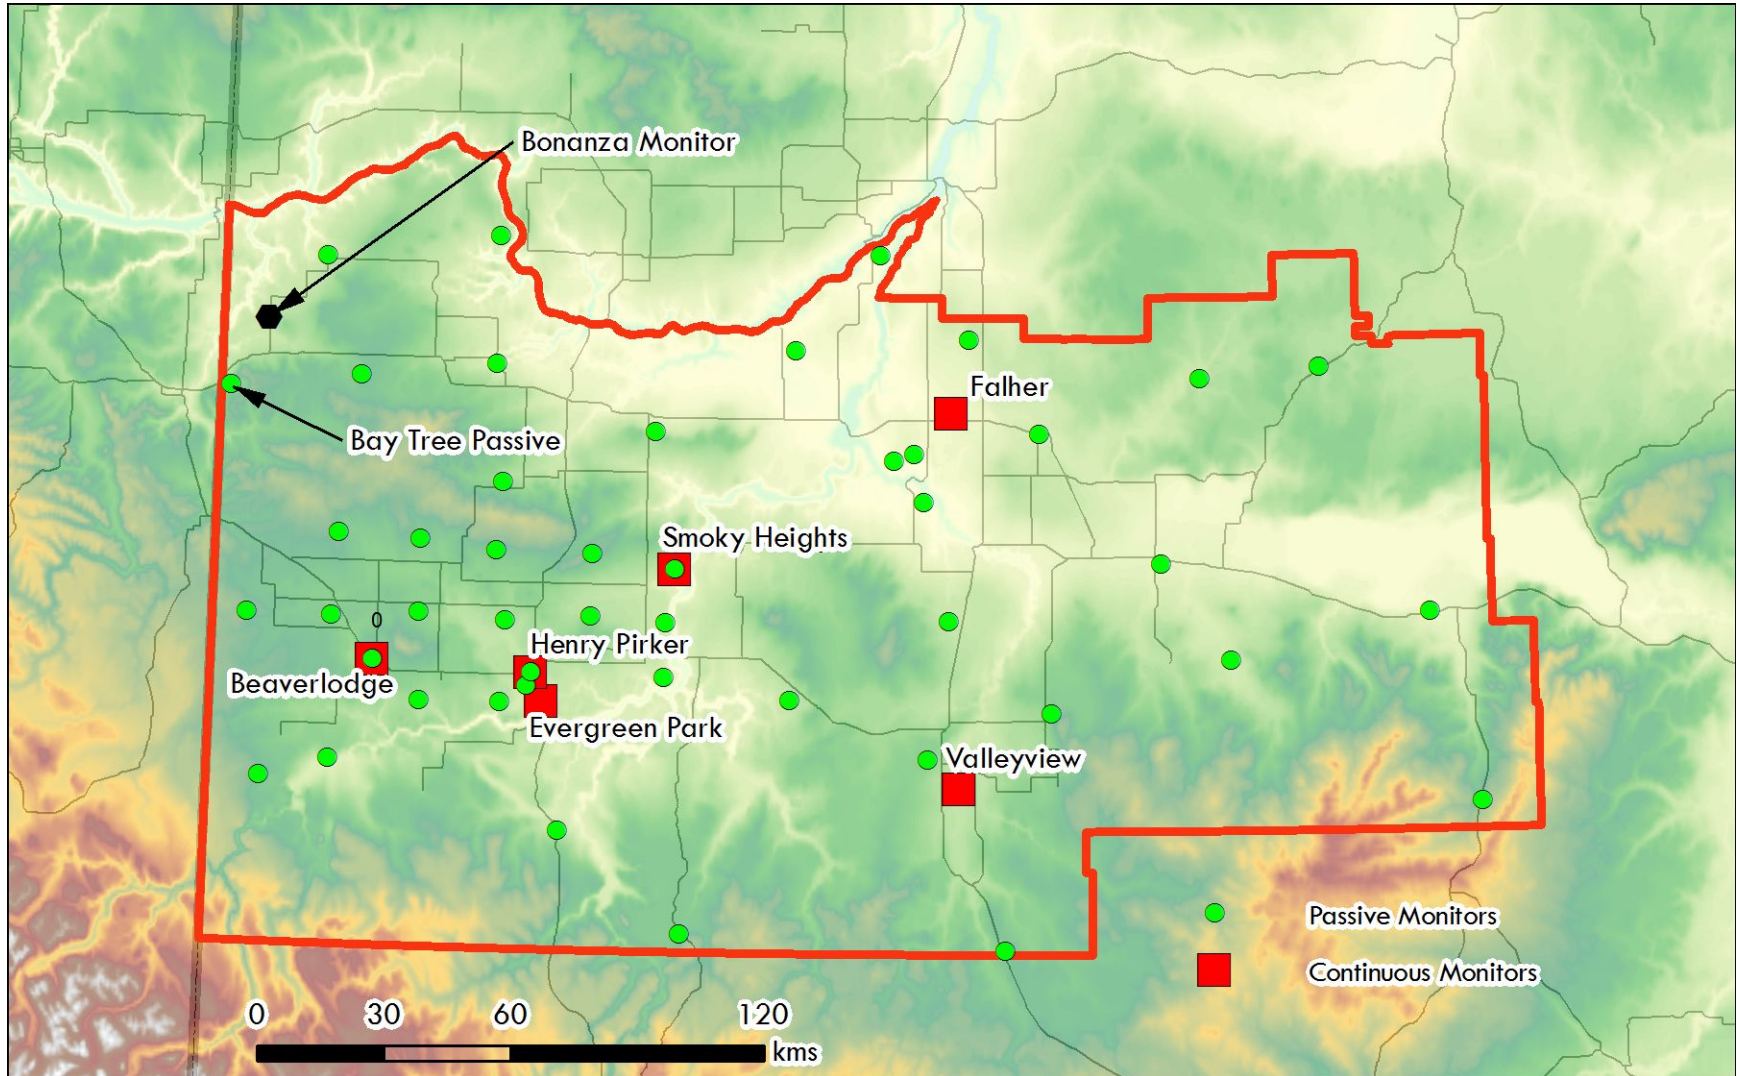 Bonanza Monitor
Falher
Bay Tree Passive
Smoky Heights
0
Henry Pirker
Beaverlodge
Evergreen Park
Valleyview
Passive Monitors
Continuous Monitors
0 30 60 120
kms